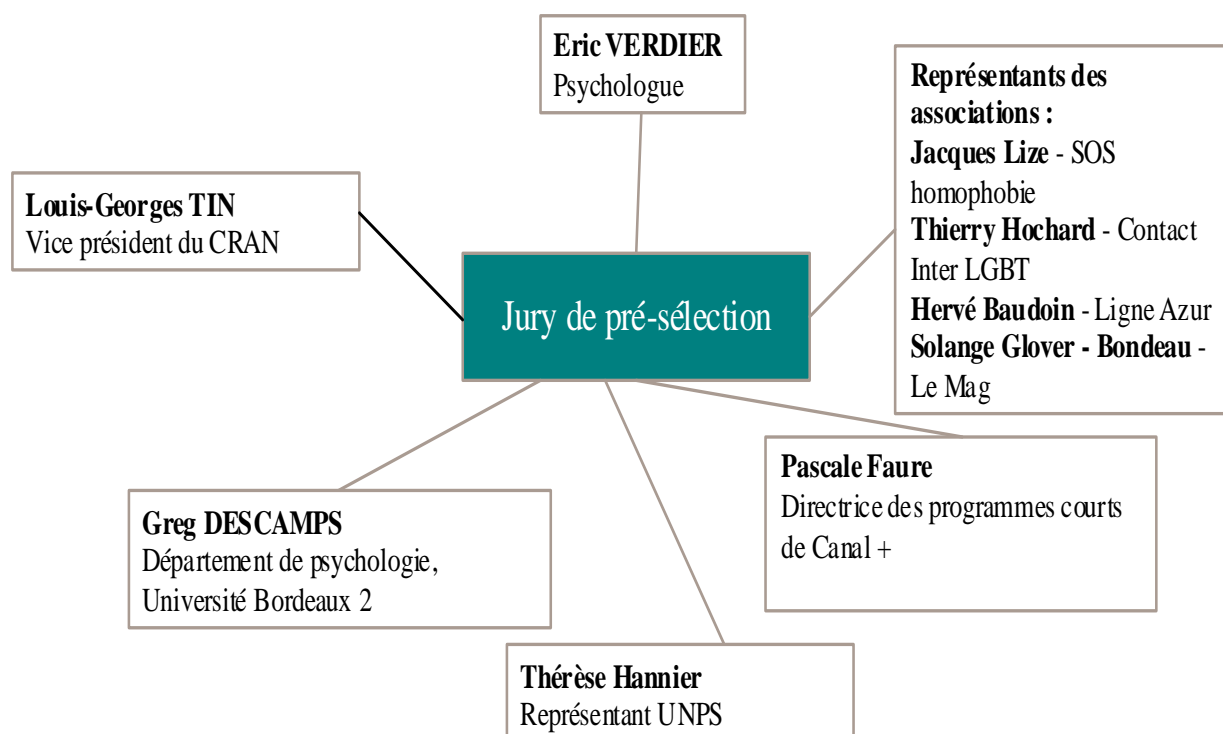 Eric VERDIER
Psychologue
Représentants des
associations :
Jacques Lize - SOS
homophobie
Thierry Hochard - Contact
Inter LGBT
Hervé Baudoin - Ligne Azur
Solange Glover - Bondeau -
Le Mag
Louis-Georges TIN
Vice président du CRAN
Jury de pré-sélection
Pascale Faure
Directrice des programmes courts
de Canal +
Greg DESCAMPS
Département de psychologie,
Université Bordeaux 2
Thérèse Hannier
Représentant UNPS